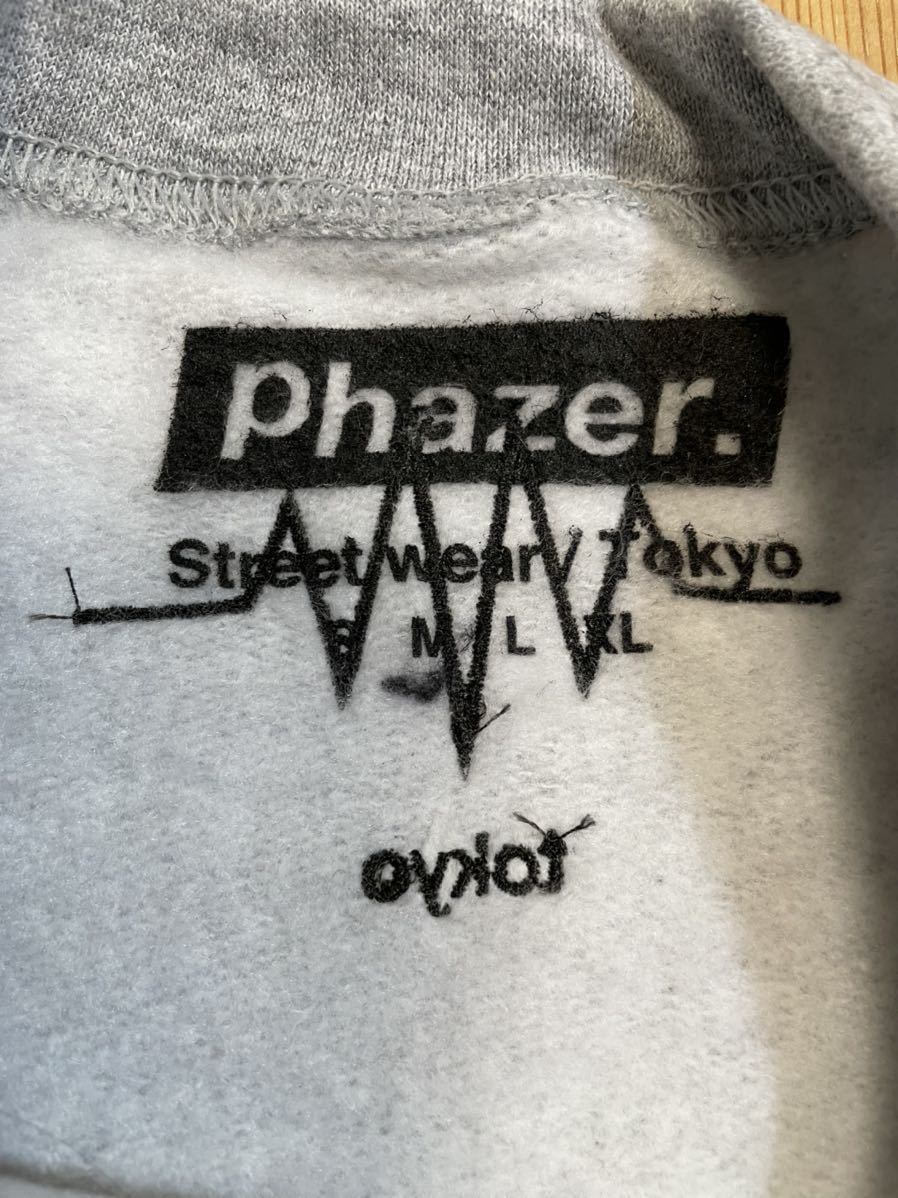 phazer.
Street wear / Tokyo
S M L XL
tokyo